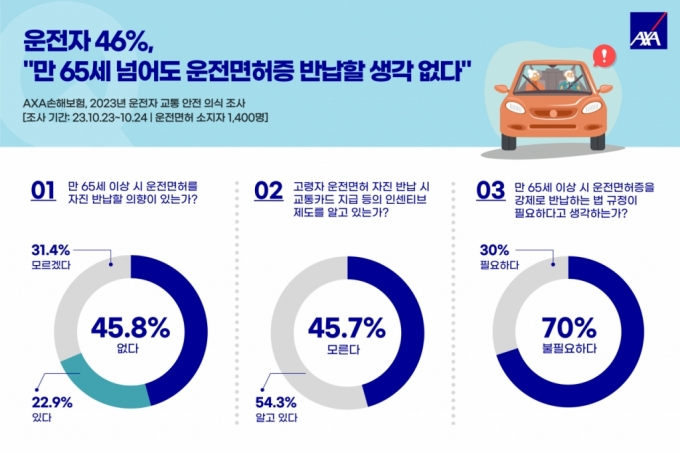 운전자 46%,
"만 65세 넘어도 운전면허증 반납할 생각 없다"
AXA손해보험, 2023년 운전자 교통 안전 의식 조사
[조사 기간: 23.10.23~10.24 | 운전면허 소지자 1,400명]
AXA
!
01
만 65세 이상 시 운전면허를
자진 반납할 의향이 있는가?
31.4%
모르겠다
45.8%
없다
22.9%
있다
02
고령자 운전면허 자진 반납 시
교통카드 지급 등의 인센티브
제도를 알고 있는가?
45.7%
모른다
54.3%
알고 있다
03
만 65세 이상 시 운전면허증을
강제로 반납하는 법 규정이
필요하다고 생각하는가?
30%
필요하다
70%
불필요하다